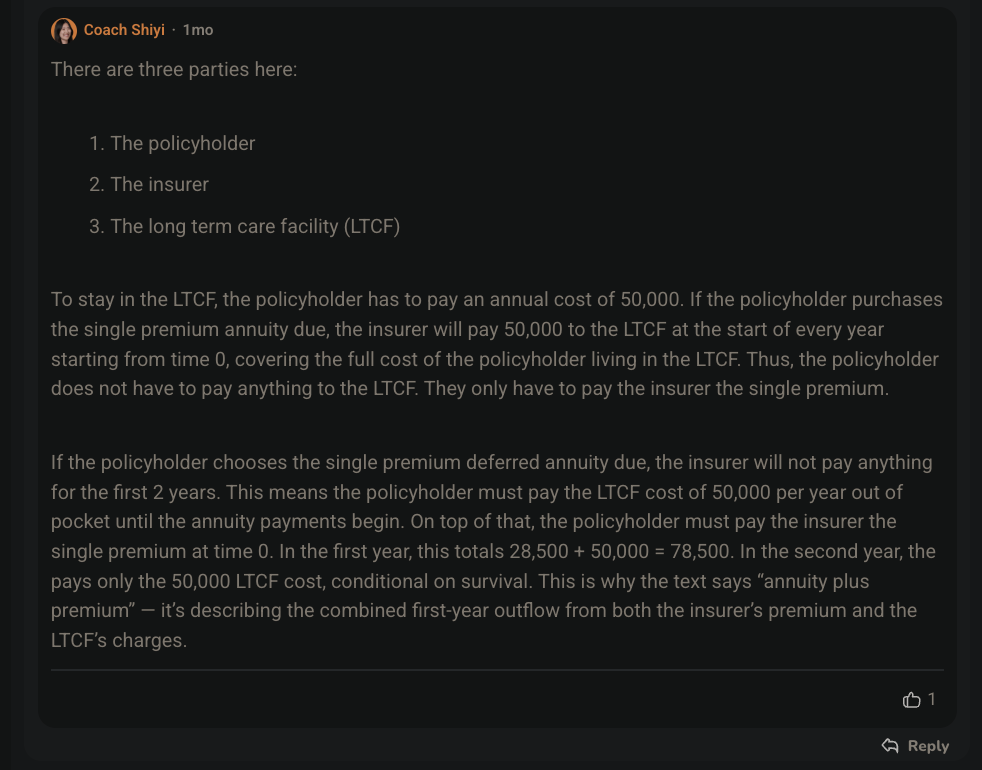 Coach Shiyi · 1mo
There are three parties here:
1. The policyholder
2. The insurer
3. The long term care facility (LTCF)
To stay in the LTCF, the policyholder has to pay an annual cost of 50,000. If the policyholder purchases
the single premium annuity due, the insurer will pay 50,000 to the LTCF at the start of every year
starting from time 0, covering the full cost of the policyholder living in the LTCF. Thus, the policyholder
does not have to pay anything to the LTCF. They only have to pay the insurer the single premium.
If the policyholder chooses the single premium deferred annuity due, the insurer will not pay anything
for the first 2 years. This means the policyholder must pay the LTCF cost of 50,000 per year out of
pocket until the annuity payments begin. On top of that, the policyholder must pay the insurer the
single premium at time 0. In the first year, this totals 28,500 + 50,000 = 78,500. In the second year, the
pays only the 50,000 LTCF cost, conditional on survival. This is why the text says “annuity plus
premium” — it’s describing the combined first-year outflow from both the insurer’s premium and the
LTCF’s charges.
1
Reply